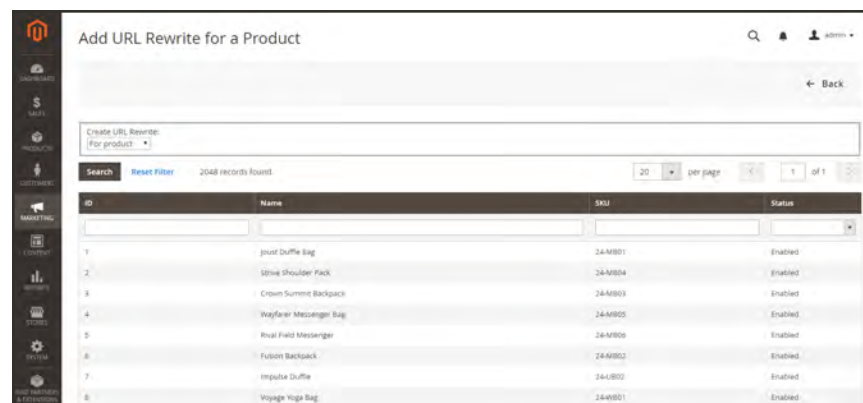 Add URL Rewrite for a Product
admin
DASHBOARD
← Back
$
SALES
Create URL Rewrite:
For product
PRODUCTS
Search Reset Filter 2048 records found 20 per page < 1 of 1 >
CUSTOMERS
ID Name SKU Status
MARKETING
CONTENT
1 Joust Duffle Bag 24-MB01 Enabled
2 Strive Shoulder Pack 24-MB04 Enabled
REPORTS
3 Crown Summit Backpack 24-MB03 Enabled
4 Wayfarer Messenger Bag 24-MB05 Enabled
STORES
5 Rival Field Messenger 24-MB06 Enabled
SYSTEM
6 Fusion Backpack 24-MB02 Enabled
7 Impulse Duffle 24-UB02 Enabled
FIND PARTNERS
& EXTENSIONS
8 Voyage Yoga Bag 24-WB01 Enabled